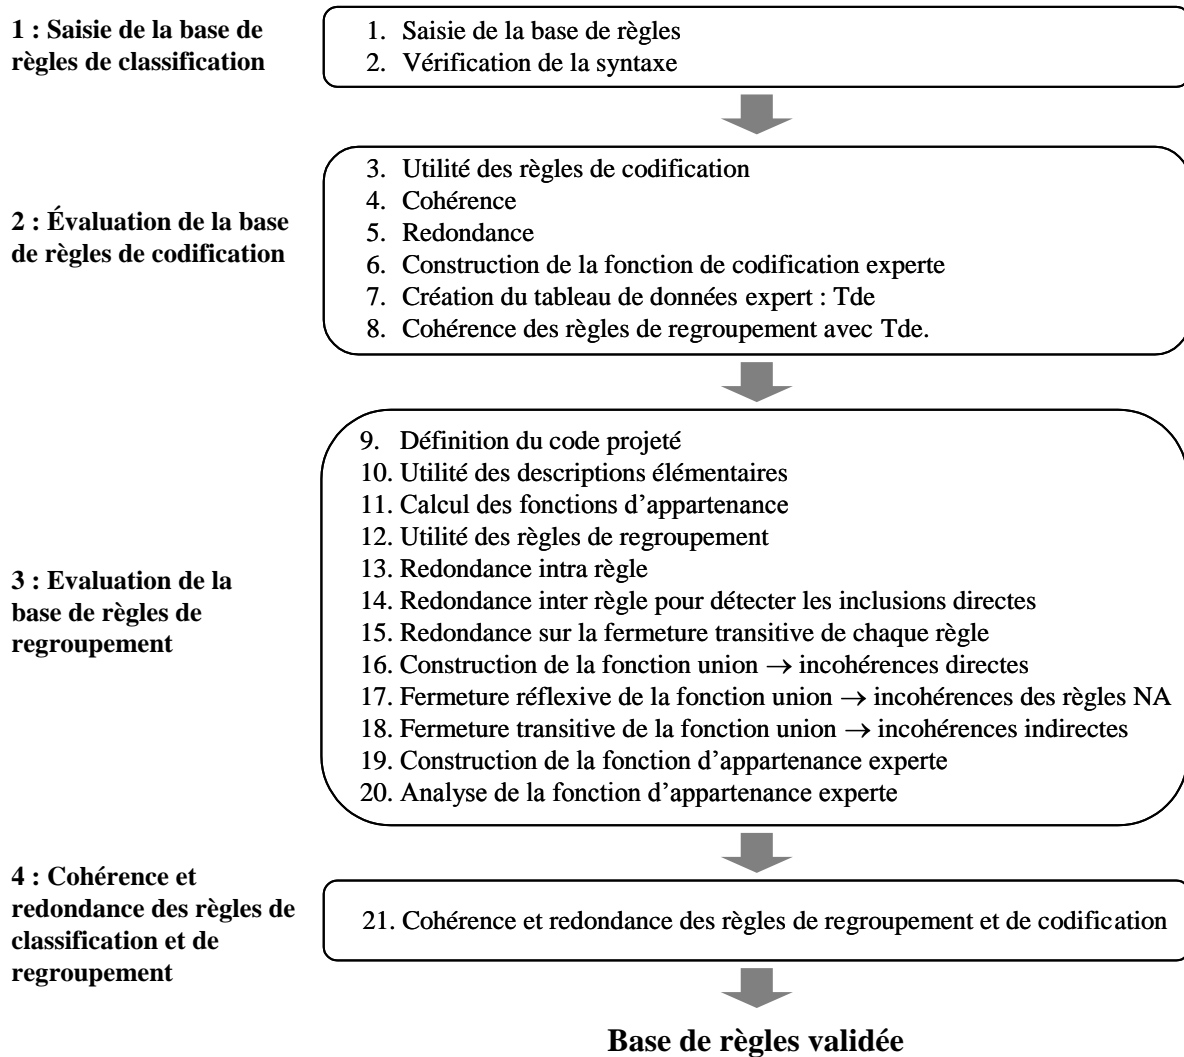 1 : Saisie de la base de
règles de classification
1. Saisie de la base de règles
2. Vérification de la syntaxe
2 : Évaluation de la base
de règles de codification
3. Utilité des règles de codification
4. Cohérence
5. Redondance
6. Construction de la fonction de codification experte
7. Création du tableau de données expert : Tde
8. Cohérence des règles de regroupement avec Tde.
3 : Evaluation de la
base de règles de
regroupement
9. Définition du code projeté
10. Utilité des descriptions élémentaires
11. Calcul des fonctions d’appartenance
12. Utilité des règles de regroupement
13. Redondance intra règle
14. Redondance inter règle pour détecter les inclusions directes
15. Redondance sur la fermeture transitive de chaque règle
16. Construction de la fonction union → incohérences directes
17. Fermeture réflexive de la fonction union → incohérences des règles NA
18. Fermeture transitive de la fonction union → incohérences indirectes
19. Construction de la fonction d’appartenance experte
20. Analyse de la fonction d’appartenance experte
4 : Cohérence et
redondance des règles de
classification et de
regroupement
21. Cohérence et redondance des règles de regroupement et de codification
Base de règles validée